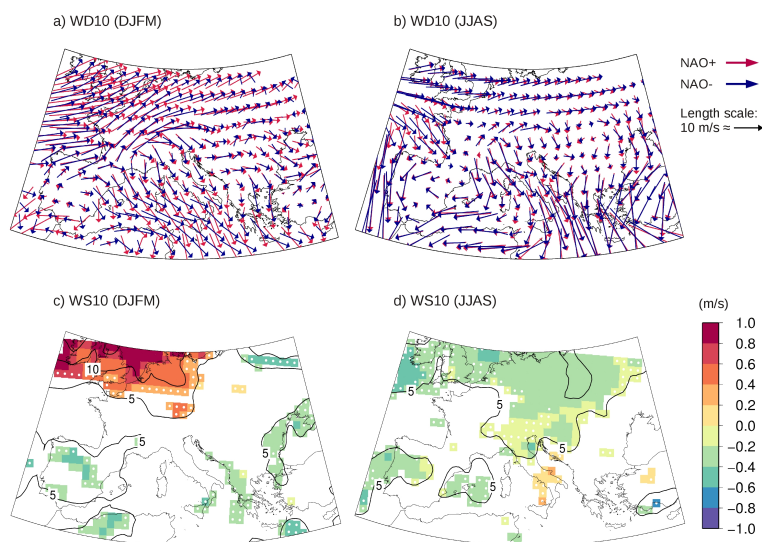 a) WD10 (DJFM)
b) WD10 (JJAS)
NAO+
NAO-
Length scale:
10 m/s ≈
c) WS10 (DJFM)
d) WS10 (JJAS)
(m/s)
10
5
5
5
5
5
5
5
5
5
5
1.0
0.8
0.6
0.4
0.2
0.0
−0.2
−0.4
−0.6
−0.8
−1.0